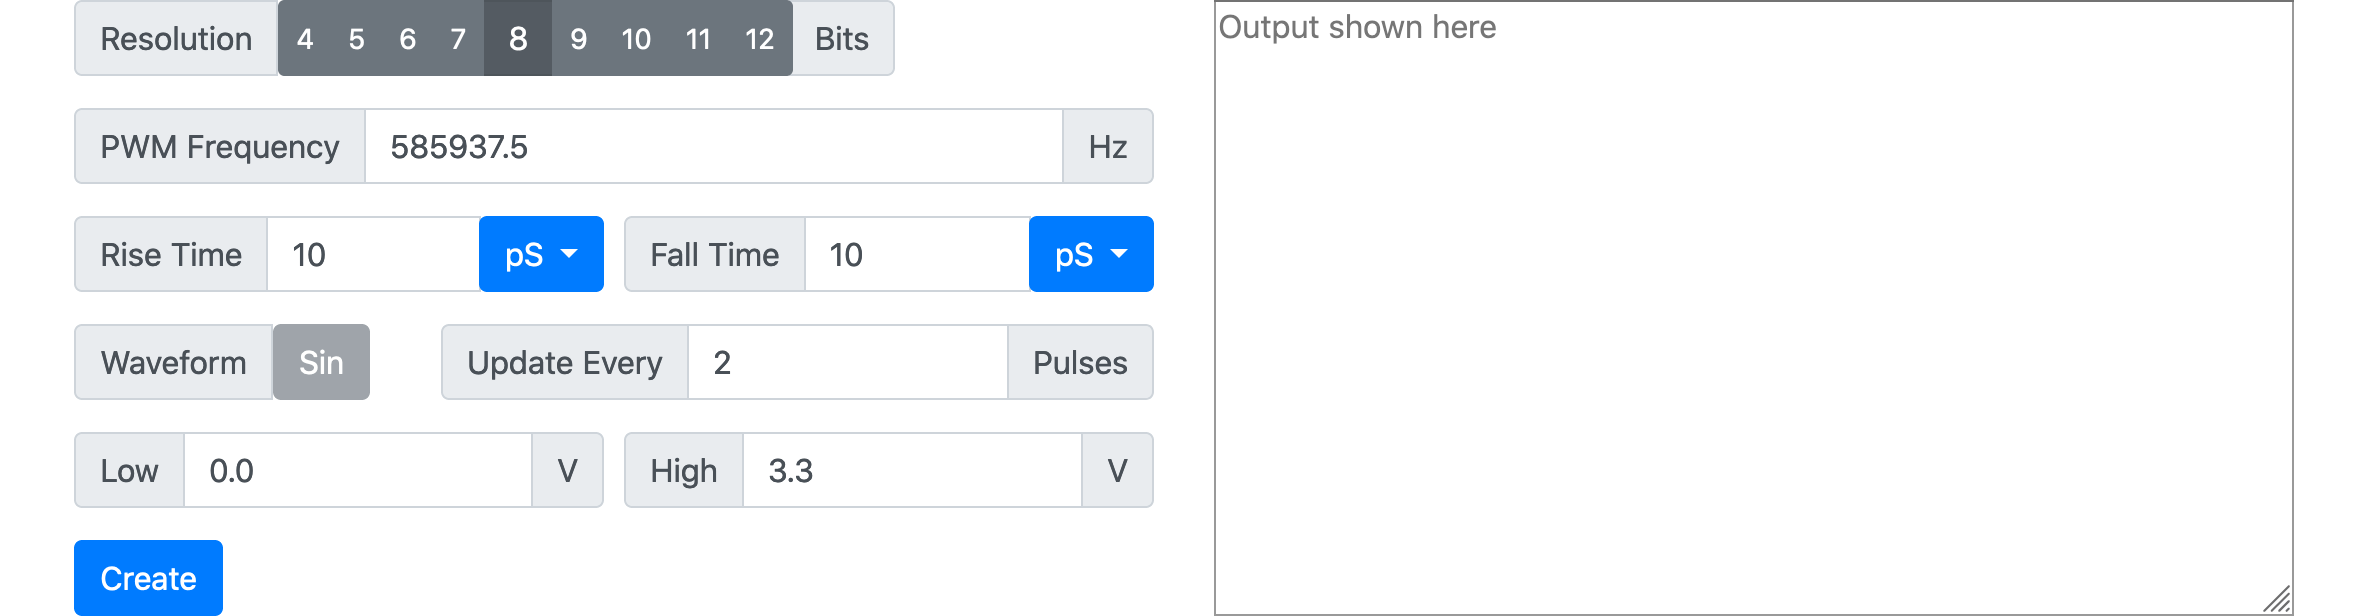 Resolution 4 5 6 7 8 9 10 11 12 Bits
PWM Frequency 585937.5 Hz
Rise Time 10 pS Fall Time 10 pS
Waveform Sin Update Every 2 Pulses
Low 0.0 V High 3.3 V
Create
Output shown here